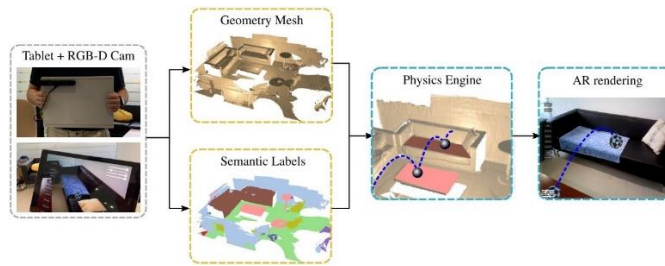 Tablet + RGB-D Cam
Geometry Mesh
Semantic Labels
Physics Engine
AR rendering